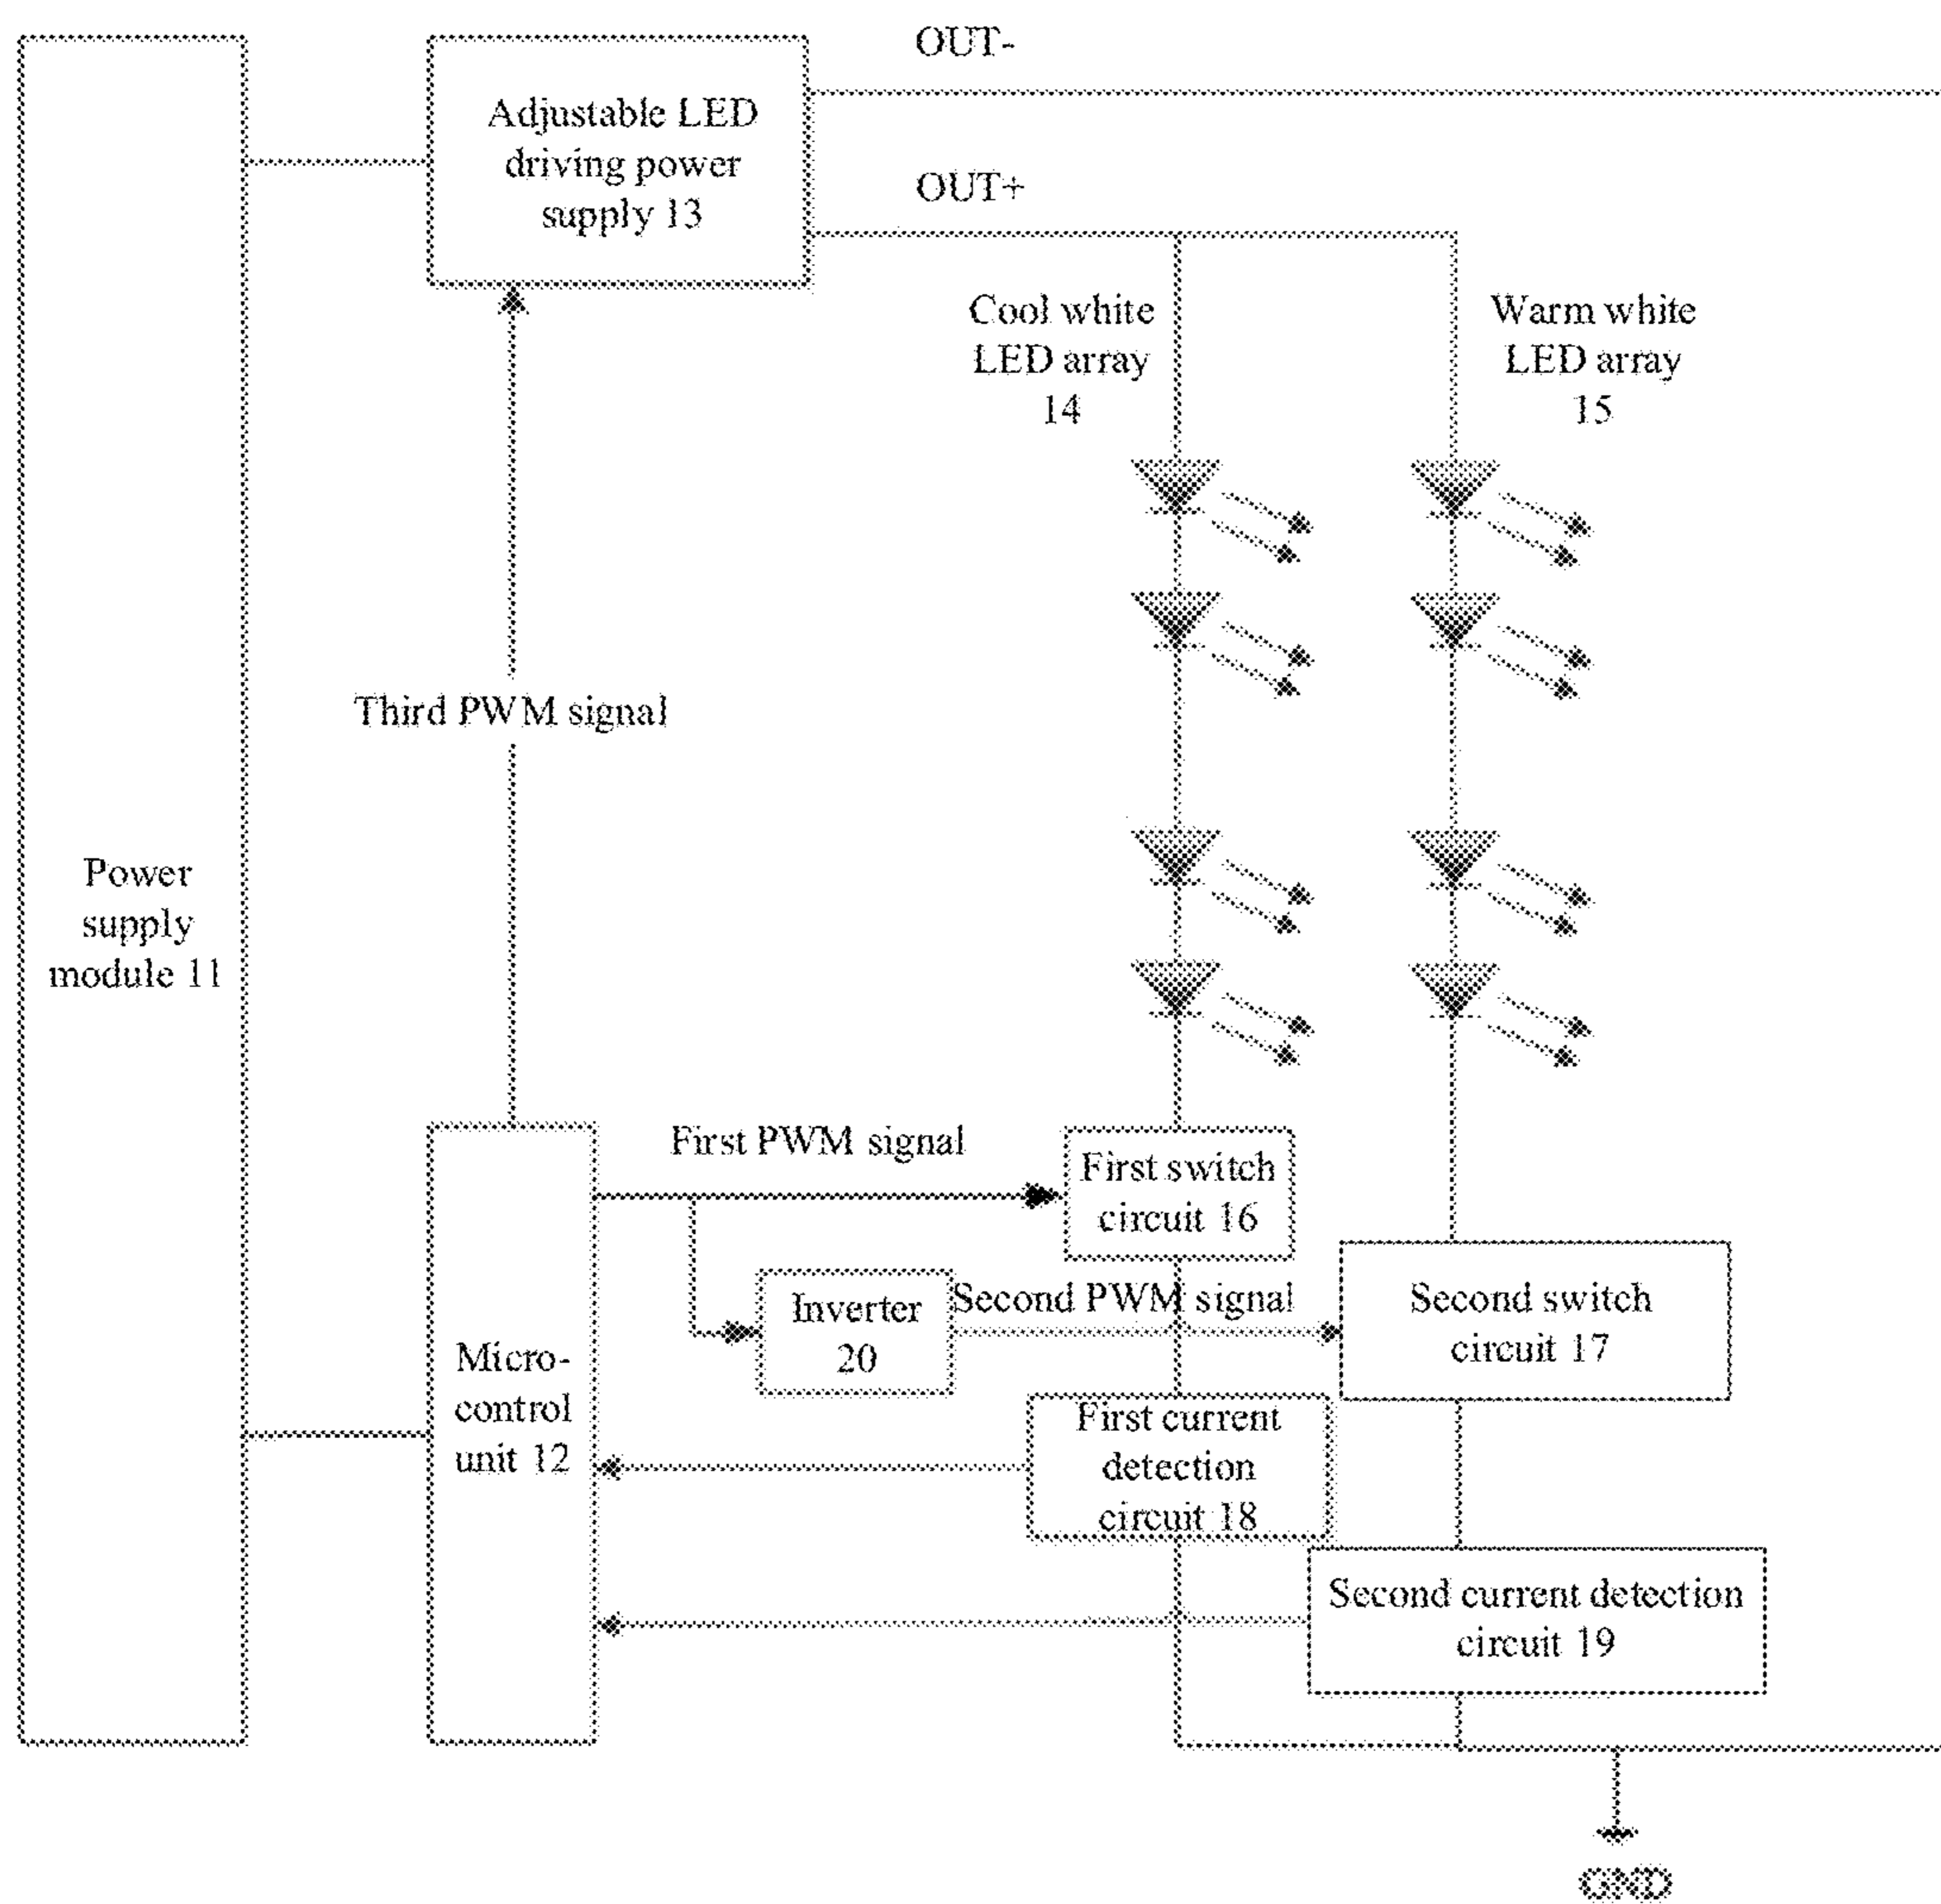 OUT-
Adjustable LED
driving power
supply 13
OUT+
Cool white
LED array
14
Warm white
LED array
15
Third PWM signal
Power
supply
module 11
First PWM signal
First switch
circuit 16
Inverter
20
Second PWM signal
Second switch
circuit 17
Micro-
control
unit 12
First current
detection
circuit 18
Second current detection
circuit 19
GND